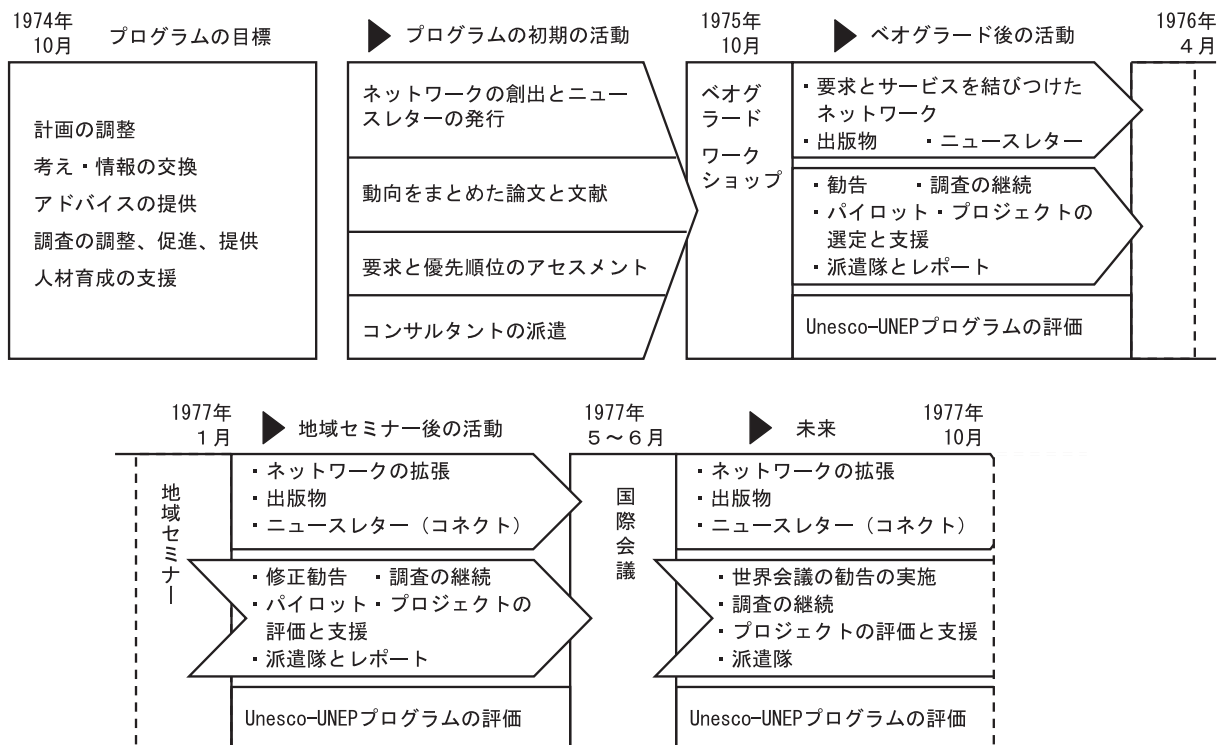 1974年
10月
プログラムの目標
▶ プログラムの初期の活動
1975年
10月
▶ ベオグラード後の活動
1976年
4月
計画の調整
考え・情報の交換
アドバイスの提供
調査の調整、促進、提供
人材育成の支援
ネットワークの創出とニュー
スレターの発行
動向をまとめた論文と文献
要求と優先順位のアセスメント
コンサルタントの派遣
ベオグ
ラード
ワーク
ショップ
・要求とサービスを結びつけた
ネットワーク
・出版物 ・ニュースレター
・勧告 ・調査の継続
・パイロット・プロジェクトの
選定と支援
・派遣隊とレポート
Unesco-UNEPプログラムの評価
1977年
1月
▶ 地域セミナー後の活動
1977年
5～6月
▶ 未来
1977年
10月
地域セミナー
・ネットワークの拡張
・出版物
・ニュースレター（コネクト）
・修正勧告 ・調査の継続
・パイロット・プロジェクトの
評価と支援
・派遣隊とレポート
Unesco-UNEPプログラムの評価
国際会議
・ネットワークの拡張
・出版物
・ニュースレター（コネクト）
・世界会議の勧告の実施
・調査の継続
・プロジェクトの評価と支援
・派遣隊
Unesco-UNEPプログラムの評価